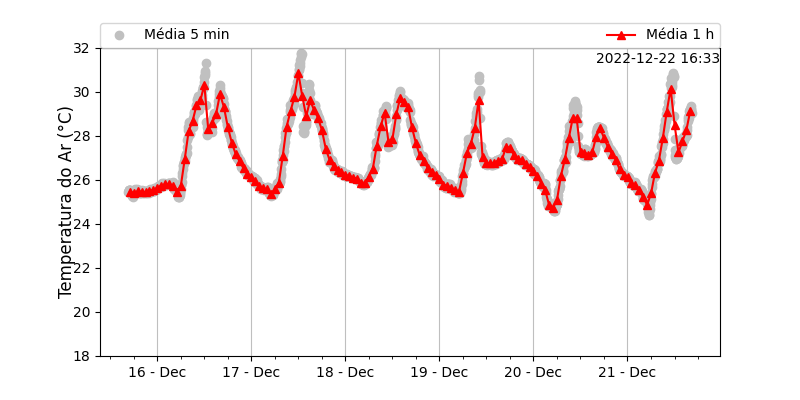 Média 5 min
Média 1 h
2022-12-22 16:33
Temperatura do Ar (°C)
32
30
28
26
24
22
20
18
16 - Dec
17 - Dec
18 - Dec
19 - Dec
20 - Dec
21 - Dec